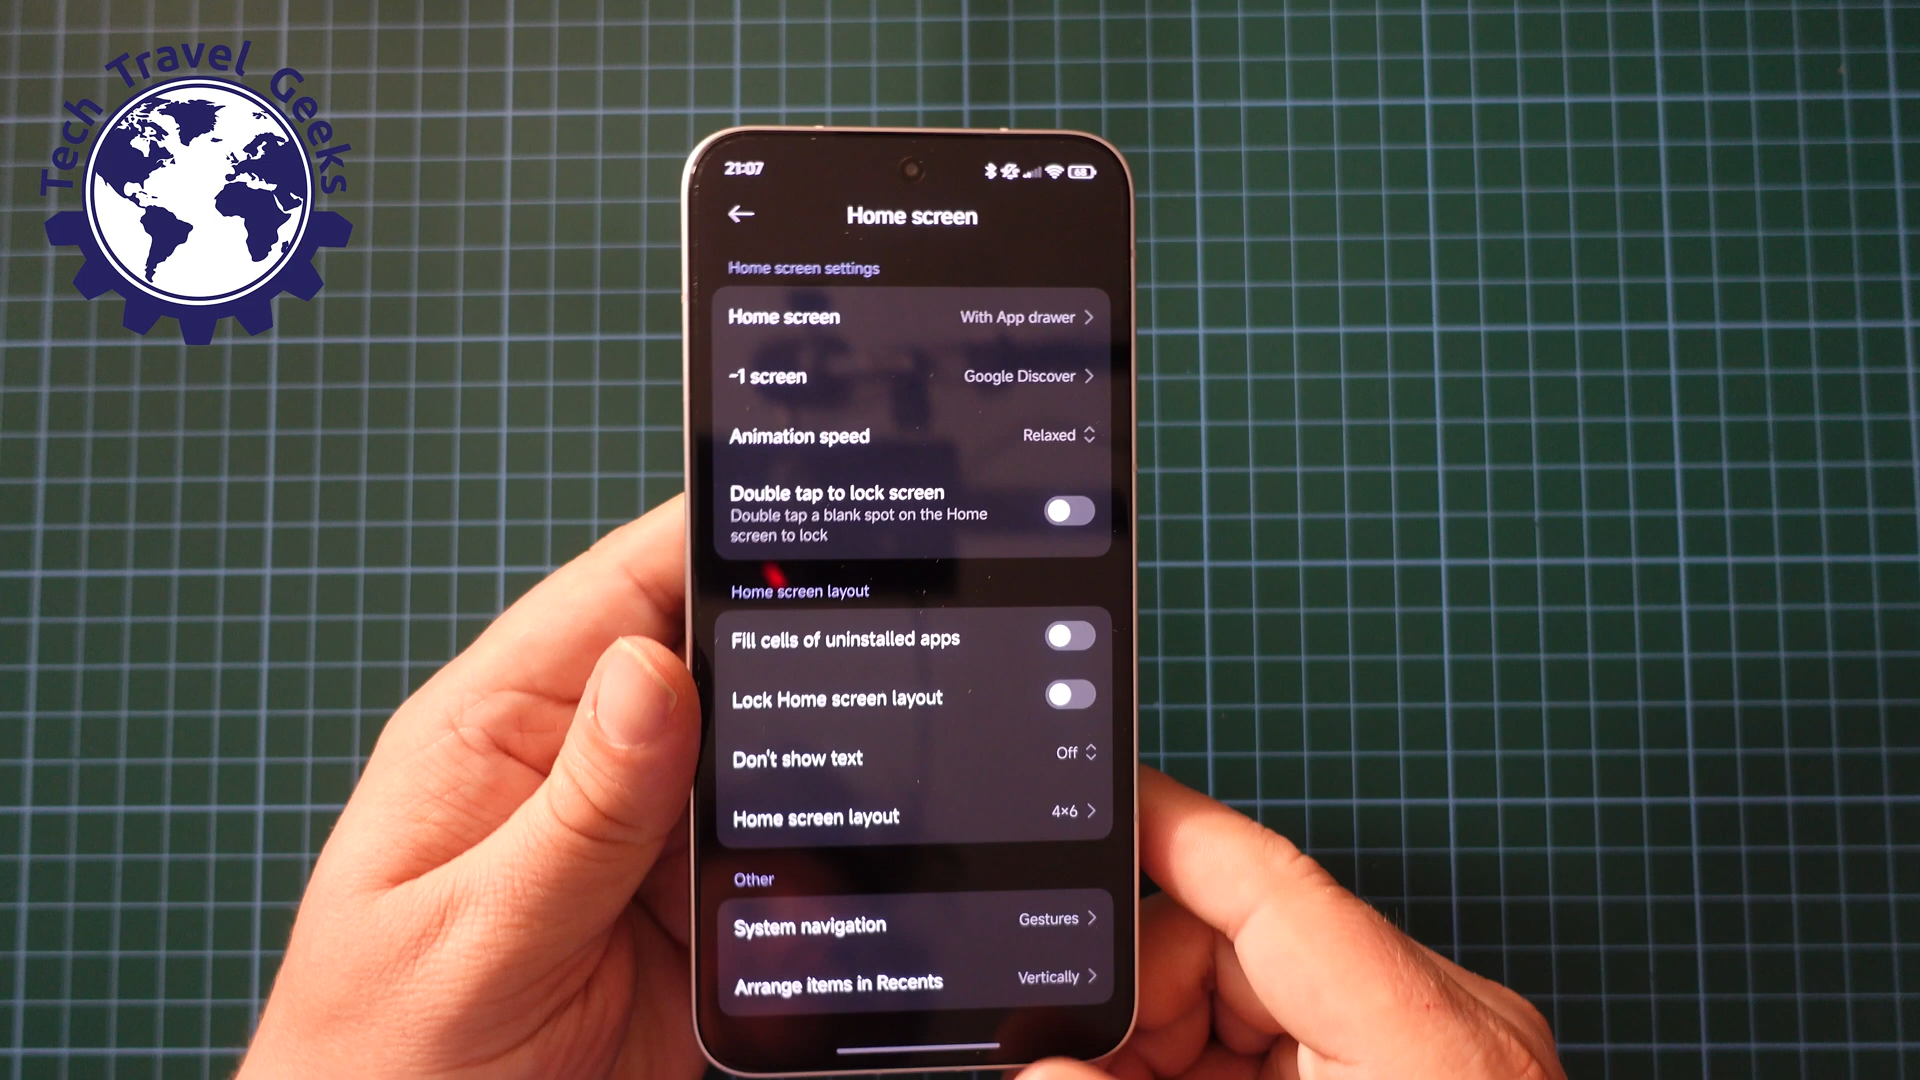 Tech Travel Geeks
21:07
68
Home screen
Home screen settings
Home screen
With App drawer
-1 screen
Google Discover
Animation speed
Relaxed
Double tap to lock screen
Double tap a blank spot on the Home
screen to lock
Home screen layout
Fill cells of uninstalled apps
Lock Home screen layout
Don't show text
Off
Home screen layout
4×6
Other
System navigation
Gestures
Arrange items in Recents
Vertically